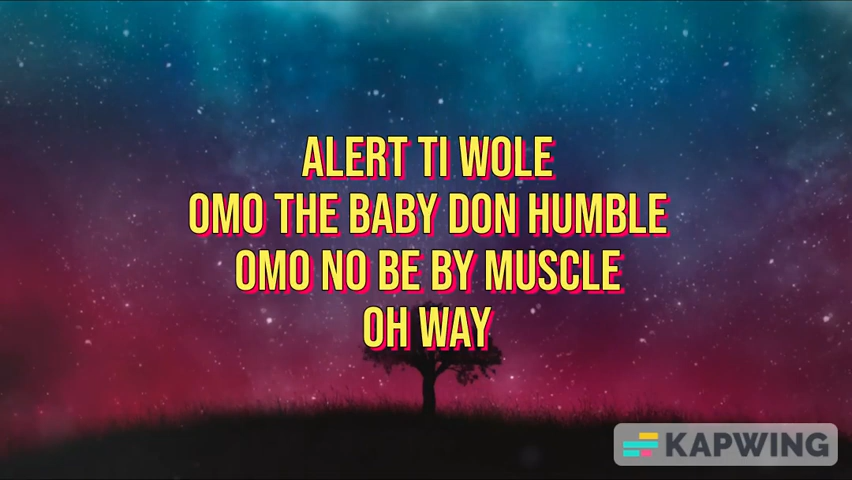 ALERT TI WOLE
OMO THE BABY DON HUMBLE
OMO NO BE BY MUSCLE
OH WAY
KAPWING